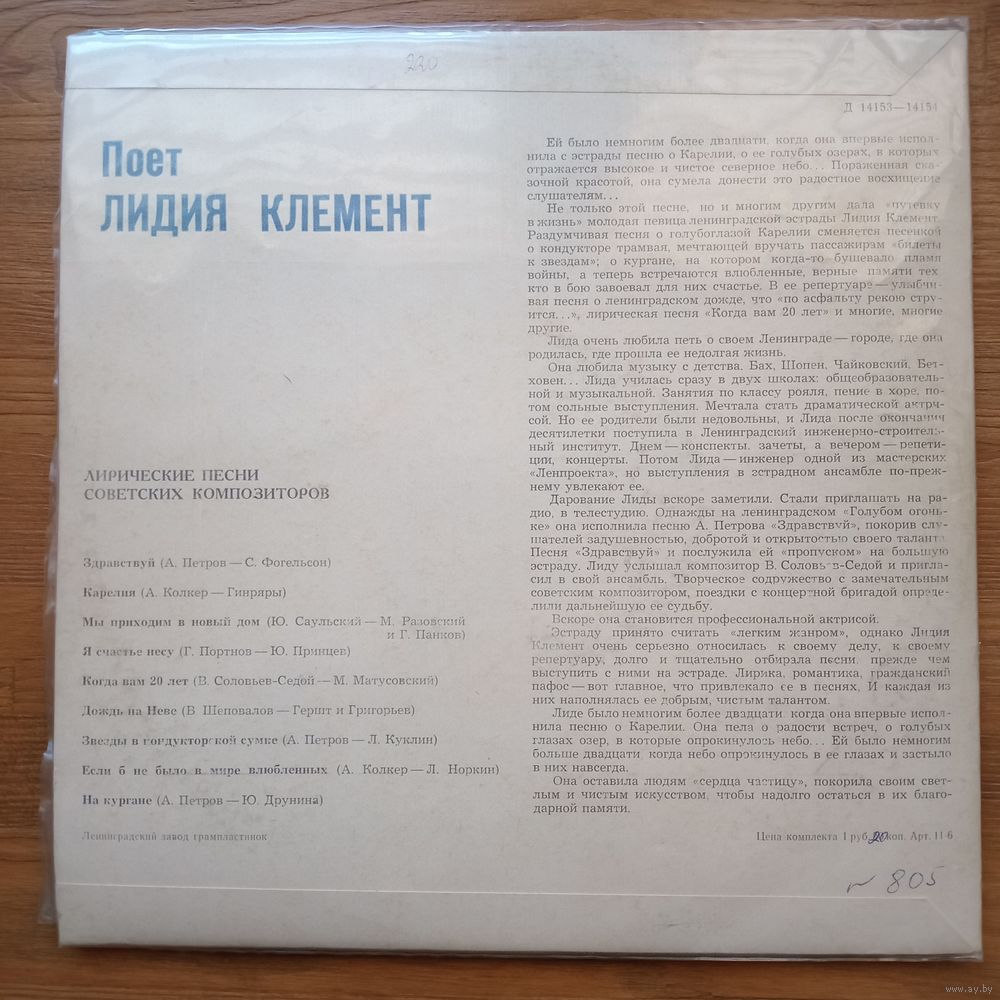 220
Д 14153—14154
Поет
ЛИДИЯ КЛЕМЕНТ
ЛИРИЧЕСКИЕ ПЕСНИ
СОВЕТСКИХ КОМПОЗИТОРОВ
Здравствуй (А. Петров — С. Фогельсон)
Карелия (А. Колкер — Гинряры)
Мы приходим в новый дом (Ю. Саульский — М. Разовский
и Г. Панков)
Я счастье несу (Г. Портнов — Ю. Принцев)
Когда вам 20 лет (В. Соловьев-Седой — М. Матусовский)
Дождь на Неве (В Шеповалов — Гершт и Григорьев)
Звезды в кондукторской сумке (А. Петров — Л. Куклин)
Если б не было в мире влюбленных (А. Колкер — Л. Норкин)
На кургане (А. Петров — Ю. Друнина)
Ленинградский завод грампластинок
Ей было немногим более двадцати, когда она впервые испол-
нила с эстрады песню о Карелии, о ее голубых озерах, в которых
отражается высокое и чистое северное небо... Пораженная ска-
зочной красотой, она сумела донести это радостное восхищение
слушателям...
Не только этой песне, но и многим другим дала «путевку
в жизнь» молодая певица ленинградской эстрады Лидия Клемент.
Раздумчивая песня о голубоглазой Карелии сменяется песенкой
о кондукторе трамвая, мечтающей вручать пассажирам «билеты
к звездам»; о кургане, на котором когда-то бушевало пламя
войны, а теперь встречаются влюбленные, верные памяти тех,
кто в бою завоевал для них счастье. В ее репертуаре — улыбчи-
вая песня о ленинградском дожде, что «по асфальту рекою стру-
ится...», лирическая песня «Когда вам 20 лет» и многие, многие
другие.
Лида очень любила петь о своем Ленинграде — городе, где она
родилась, где прошла ее недолгая жизнь.
Она любила музыку с детства. Бах, Шопен, Чайковский, Бет-
ховен... Лида училась сразу в двух школах: общеобразователь-
ной и музыкальной. Занятия по классу рояля, пение в хоре, по-
том сольные выступления. Мечтала стать драматической актри-
сой. Но ее родители были недовольны, и Лида после окончания
десятилетки поступила в Ленинградский инженерно-строитель-
ный институт. Днем — конспекты, зачеты, а вечером — репети-
ции, концерты. Потом Лида — инженер одной из мастерских
«Ленпроекта», но выступления в эстрадном ансамбле по-преж-
нему увлекают ее.
Дарование Лиды вскоре заметили. Стали приглашать на ра-
дио, в телестудию. Однажды на ленинградском «Голубом огонь-
ке» она исполнила песню А. Петрова «Здравствуй», покорив слу-
шателей задушевностью, добротой и открытостью своего таланта.
Песня «Здравствуй» и послужила ей «пропуском» на большую
эстраду. Лиду услышал композитор В. Соловьев-Седой и пригла-
сил в свой ансамбль. Творческое содружество с замечательным
советским композитором, поездки с концертной бригадой опреде-
лили дальнейшую ее судьбу.
Вскоре она становится профессиональной актрисой.
Эстраду принято считать «легким жанром», однако Лидия
Клемент очень серьезно относилась к своему делу, к своему
репертуару, долго и тщательно отбирала песни, прежде чем
выступить с ними на эстраде. Лирика, романтика, гражданский
пафос — вот главное, что привлекало ее в песнях. И каждая из
них наполнялась ее добрым, чистым талантом.
Лиде было немногим более двадцати, когда она впервые испол-
нила песню о Карелии. Она пела о радости встреч, о голубых
глазах озер, в которые опрокинулось небо... Ей было немногим
больше двадцати, когда небо опрокинулось в ее глазах и застыло
в них навсегда.
Она оставила людям «сердца частицу», покорила своим свет-
лым и чистым искусством, чтобы надолго остаться в их благо-
дарной памяти.
Цена комплекта 1 руб. 20 коп. Арт. 11-6
~ 805
www.ay.by